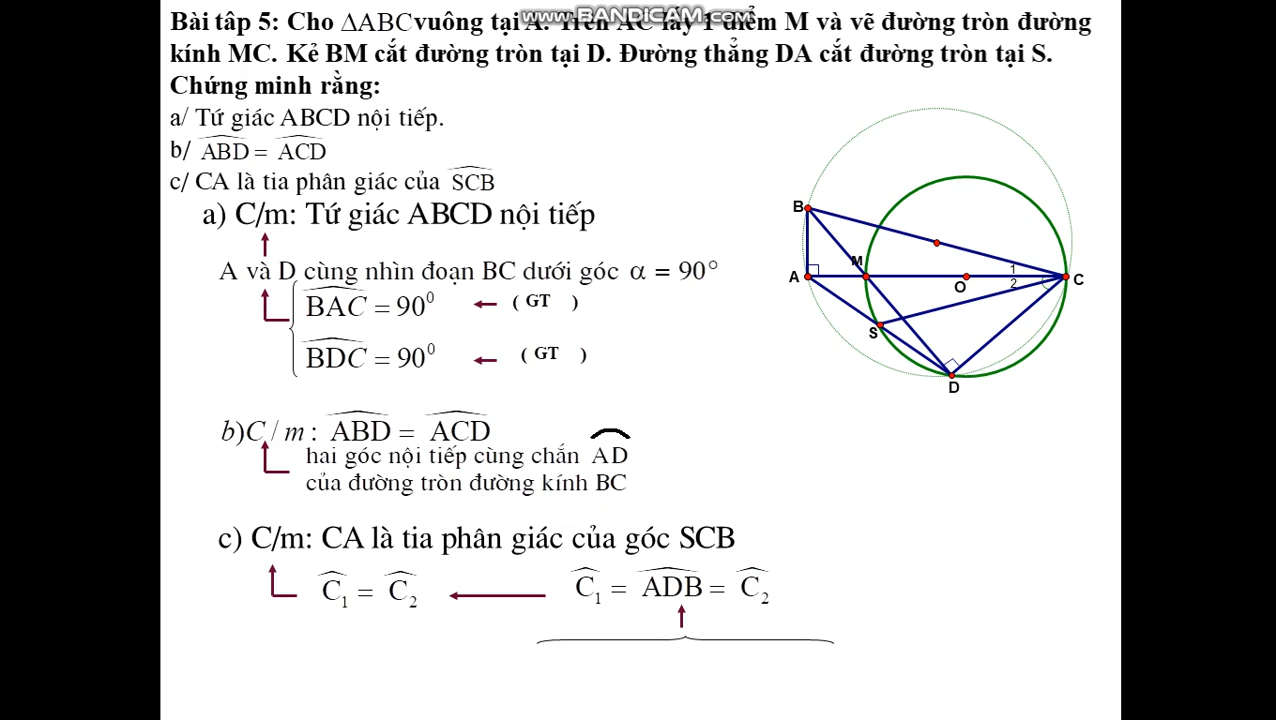 www.BANDICAM.com
Bài tâp 5: Cho ΔABC vuông tại A. Trên AC lấy 1 điểm M và vẽ đường tròn đường
kính MC. Kẻ BM cắt đường tròn tại D. Đường thẳng DA cắt đường tròn tại S.
Chứng minh rằng:
a/ Tứ giác ABCD nội tiếp.
b/ ABD = ACD
c/ CA là tia phân giác của SCB
a) C/m: Tứ giác ABCD nội tiếp
A và D cùng nhìn đoạn BC dưới góc α = 90°
BAC = 90⁰ ← ( GT )
BDC = 90⁰ ← ( GT )
b)C / m : ABD = ACD
hai góc nội tiếp cùng chắn AD
của đường tròn đường kính BC
c) C/m: CA là tia phân giác của góc SCB
C₁ = C₂ ← C₁ = ADB = C₂
B
M
A
O
1
2
C
S
D